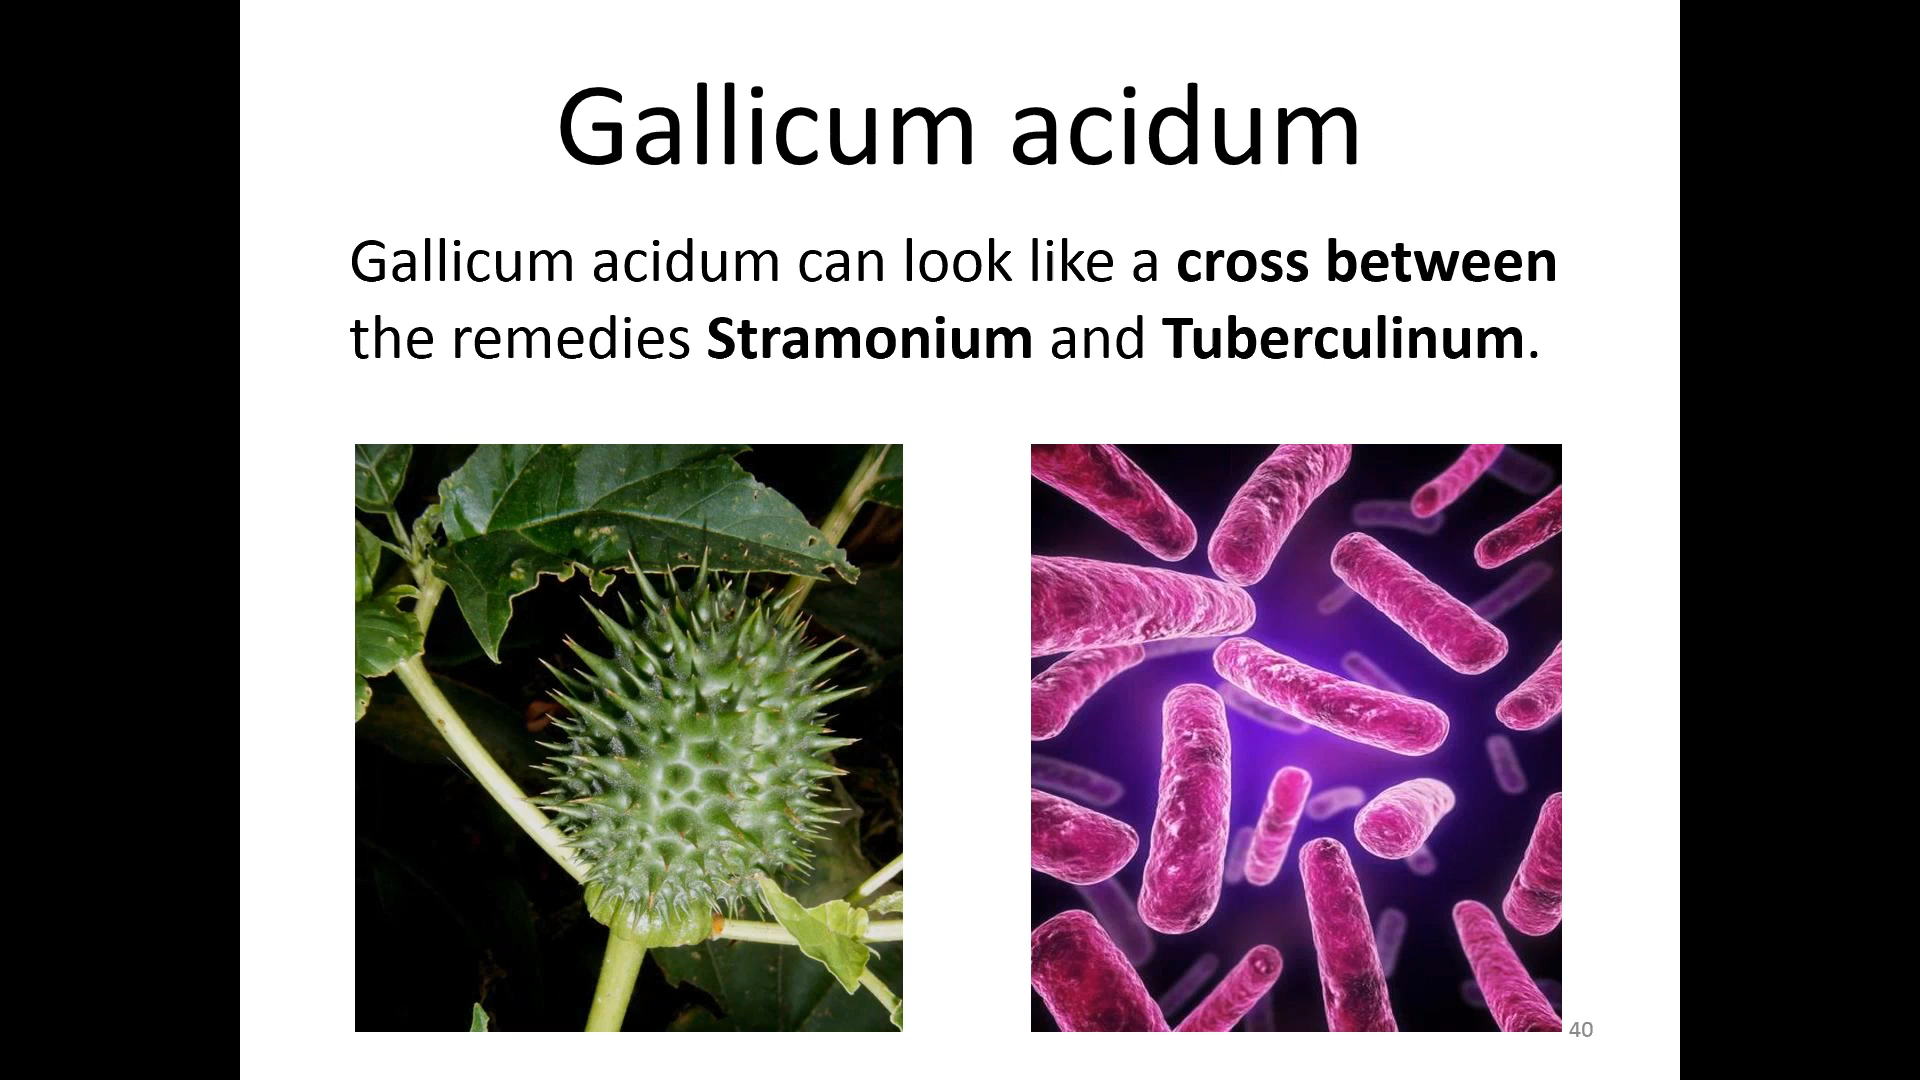 Gallicum acidum
Gallicum acidum can look like a cross between
the remedies Stramonium and Tuberculinum.
40